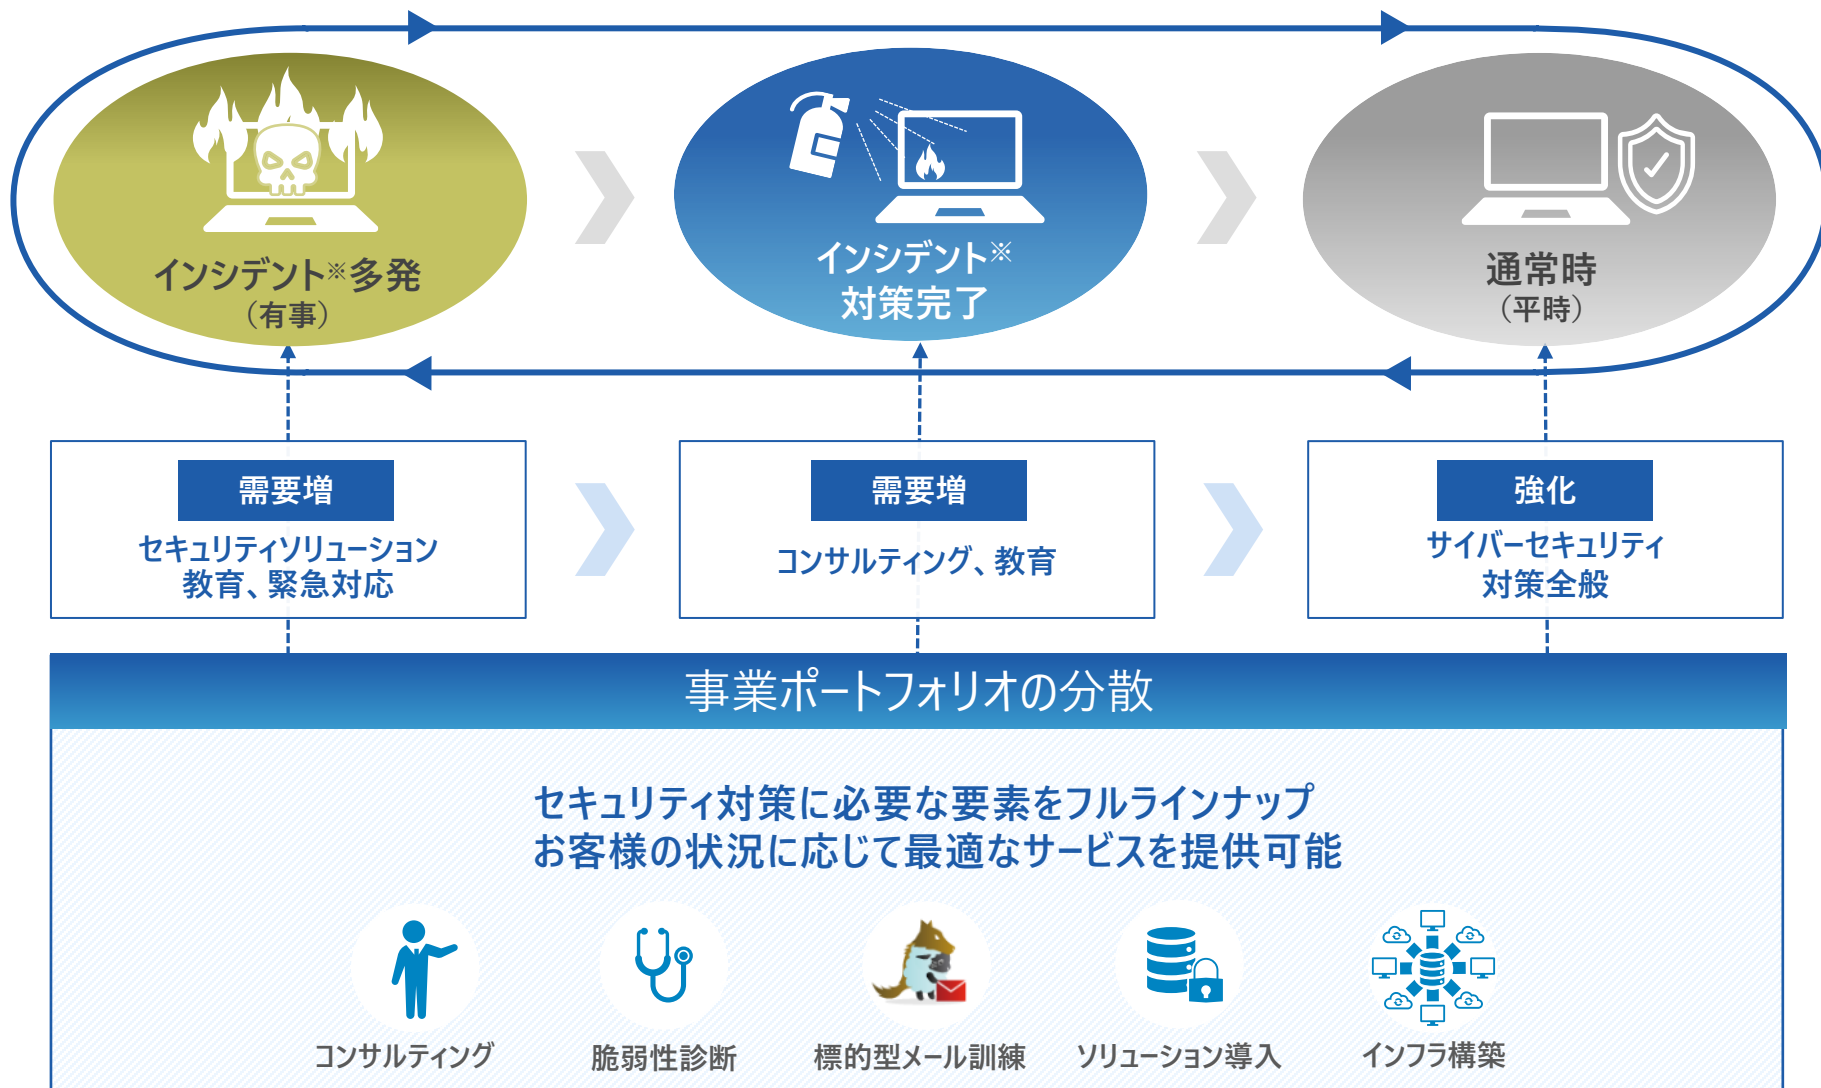 インシデント※多発
（有事）
インシデント※
対策完了
通常時
（平時）
需要増
セキュリティソリューション
教育、緊急対応
需要増
コンサルティング、教育
強化
サイバーセキュリティ
対策全般
事業ポートフォリオの分散
セキュリティ対策に必要な要素をフルラインナップ
お客様の状況に応じて最適なサービスを提供可能
コンサルティング
脆弱性診断
標的型メール訓練
ソリューション導入
インフラ構築